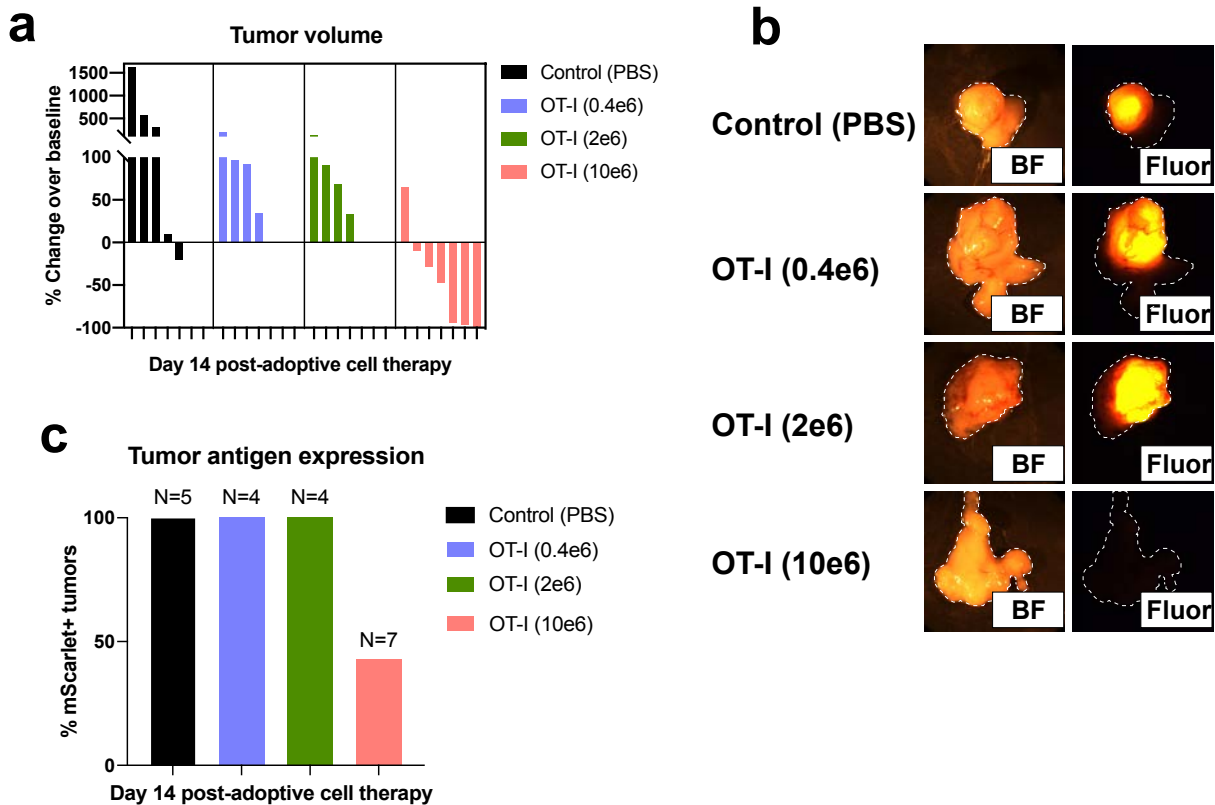 a
Tumor volume
% Change over baseline
1500
1000
500
100
50
0
-50
-100
Day 14 post-adoptive cell therapy
Control (PBS)
OT-I (0.4e6)
OT-I (2e6)
OT-I (10e6)
b
Control (PBS)
BF
Fluor
OT-I (0.4e6)
BF
Fluor
OT-I (2e6)
BF
Fluor
OT-I (10e6)
BF
Fluor
c
Tumor antigen expression
% mScarlet+ tumors
100
50
0
N=5
N=4
N=4
N=7
Day 14 post-adoptive cell therapy
Control (PBS)
OT-I (0.4e6)
OT-I (2e6)
OT-I (10e6)